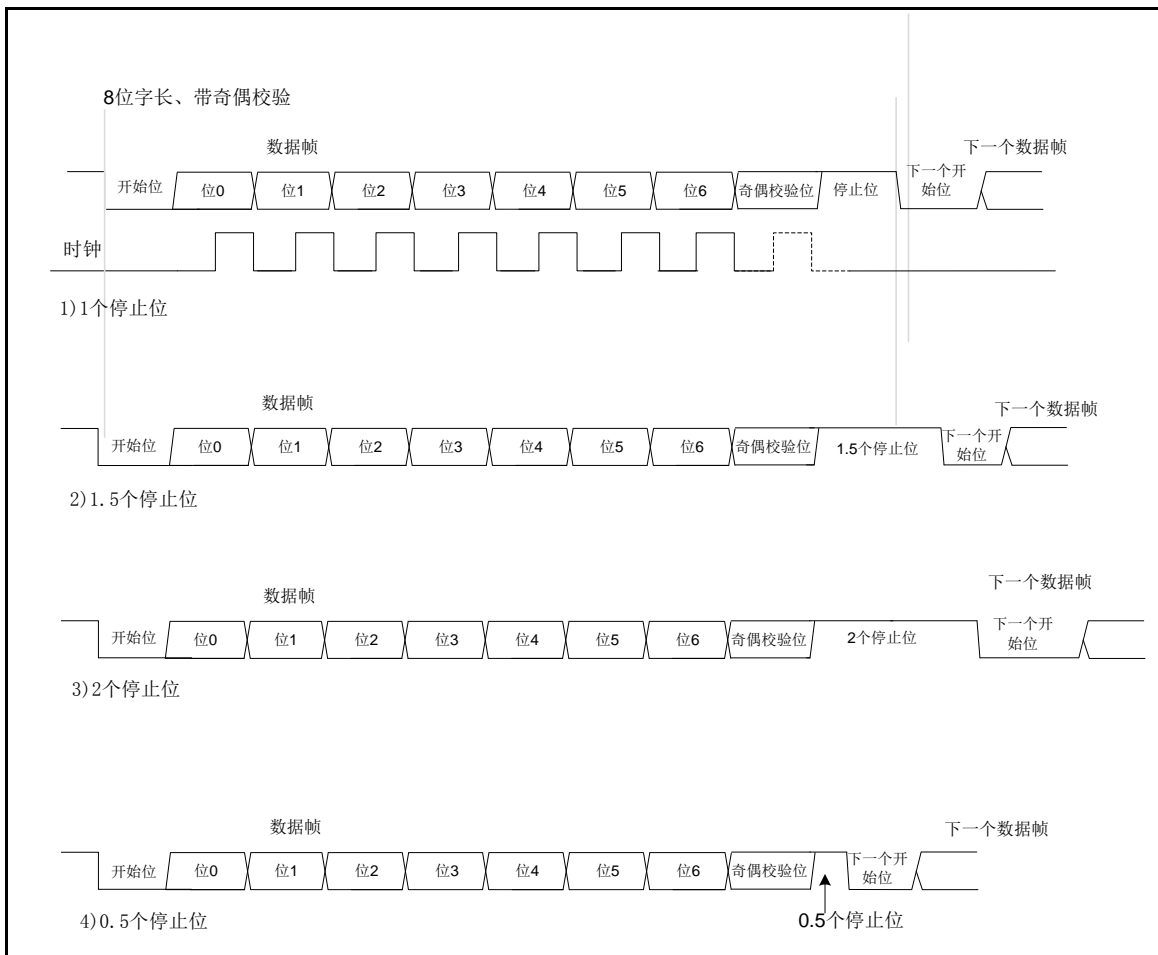 8位字长、带奇偶校验
数据帧
下一个数据帧
开始位 位0 位1 位2 位3 位4 位5 位6 奇偶校验位 停止位 下一个开
始位
时钟
1)1个停止位
数据帧
下一个数据帧
开始位 位0 位1 位2 位3 位4 位5 位6 奇偶校验位 1.5个停止位 下一个开
始位
2)1.5个停止位
下一个数据帧
数据帧
开始位 位0 位1 位2 位3 位4 位5 位6 奇偶校验位 2个停止位 下一个开
始位
3)2个停止位
数据帧
下一个数据帧
开始位 位0 位1 位2 位3 位4 位5 位6 奇偶校验位 下一个开
始位
4)0.5个停止位
0.5个停止位